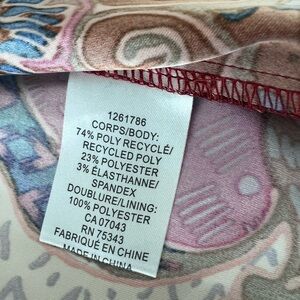 1261786
CORPS/BODY:
74% POLY RECYCLÉ/
RECYCLED POLY
23% POLYESTER
3% ÉLASTHANNE/
SPANDEX
DOUBLURE/LINING:
100% POLYESTER
CA 07043
RN 75343
FABRIQUÉ EN CHINE
MADE IN CHINA